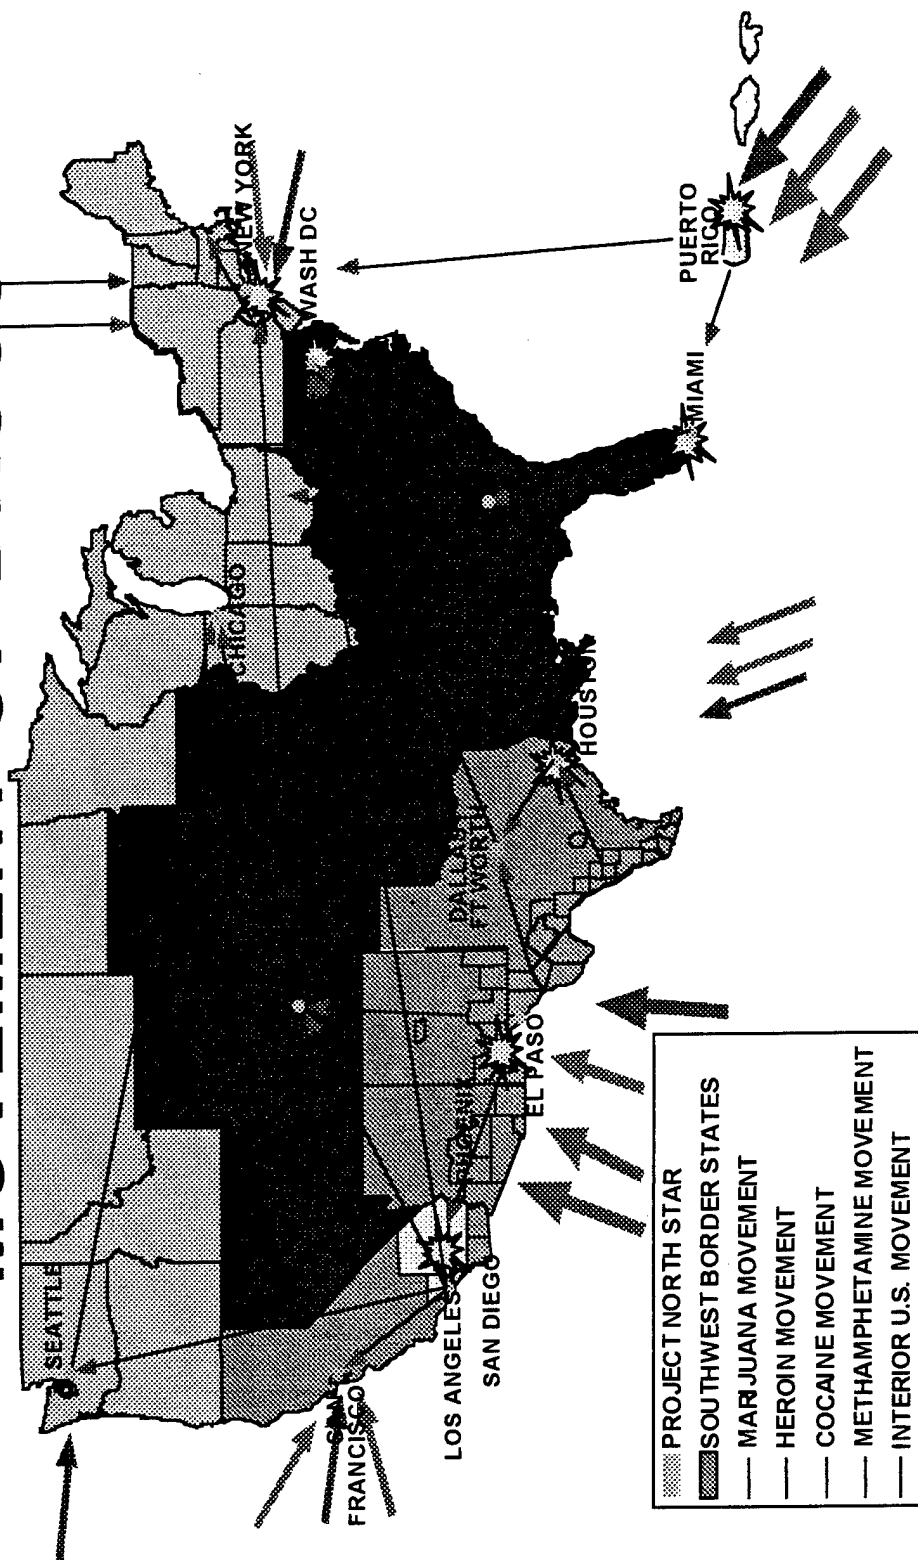 SEATTLE
SAN
FRANCISCO
LOS ANGELES
SAN DIEGO
PHOENIX
EL PASO
DALLAS
FT WORTH
HOUSTON
CHICAGO
NEW YORK
WASH DC
MIAMI
PUERTO
RICO
PROJECT NORTH STAR
SOUTHWEST BORDER STATES
MARIJUANA MOVEMENT
HEROIN MOVEMENT
COCAINE MOVEMENT
METHAMPHETAMINE MOVEMENT
INTERIOR U.S. MOVEMENT